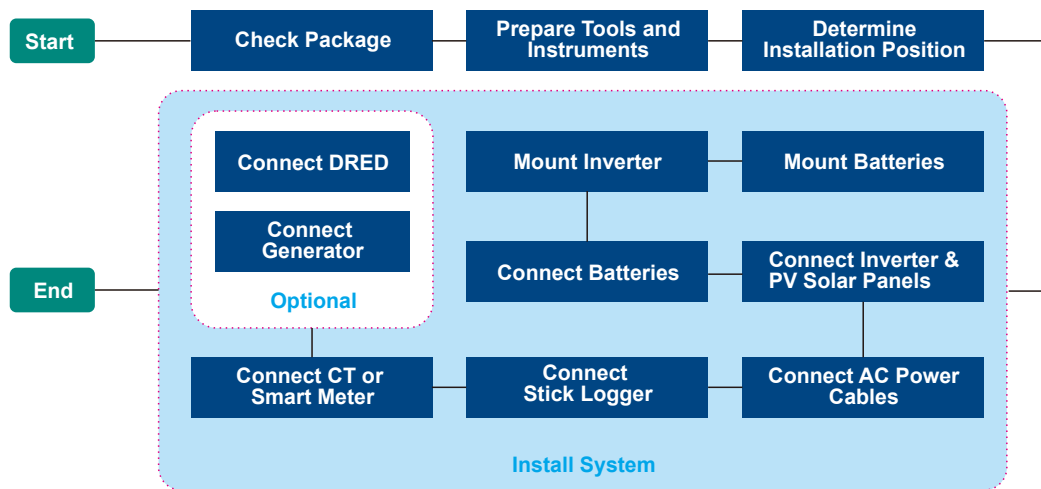 Start
Check Package
Prepare Tools and
Instruments
Determine
Installation Position
Connect DRED
Mount Inverter
Mount Batteries
Connect
Generator
Optional
Connect Batteries
Connect Inverter &
PV Solar Panels
End
Connect CT or
Smart Meter
Connect
Stick Logger
Connect AC Power
Cables
Install System